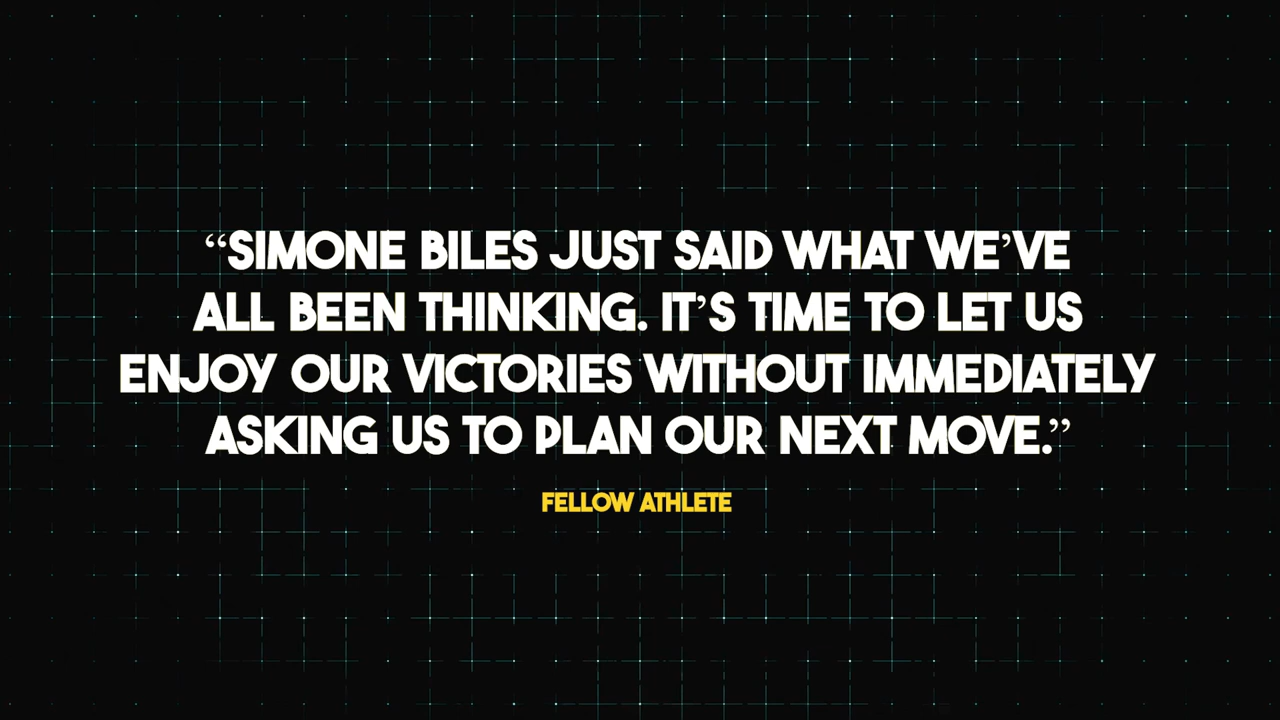 “SIMONE BILES JUST SAID WHAT WE’VE
ALL BEEN THINKING. IT’S TIME TO LET US
ENJOY OUR VICTORIES WITHOUT IMMEDIATELY
ASKING US TO PLAN OUR NEXT MOVE.”
FELLOW ATHLETE